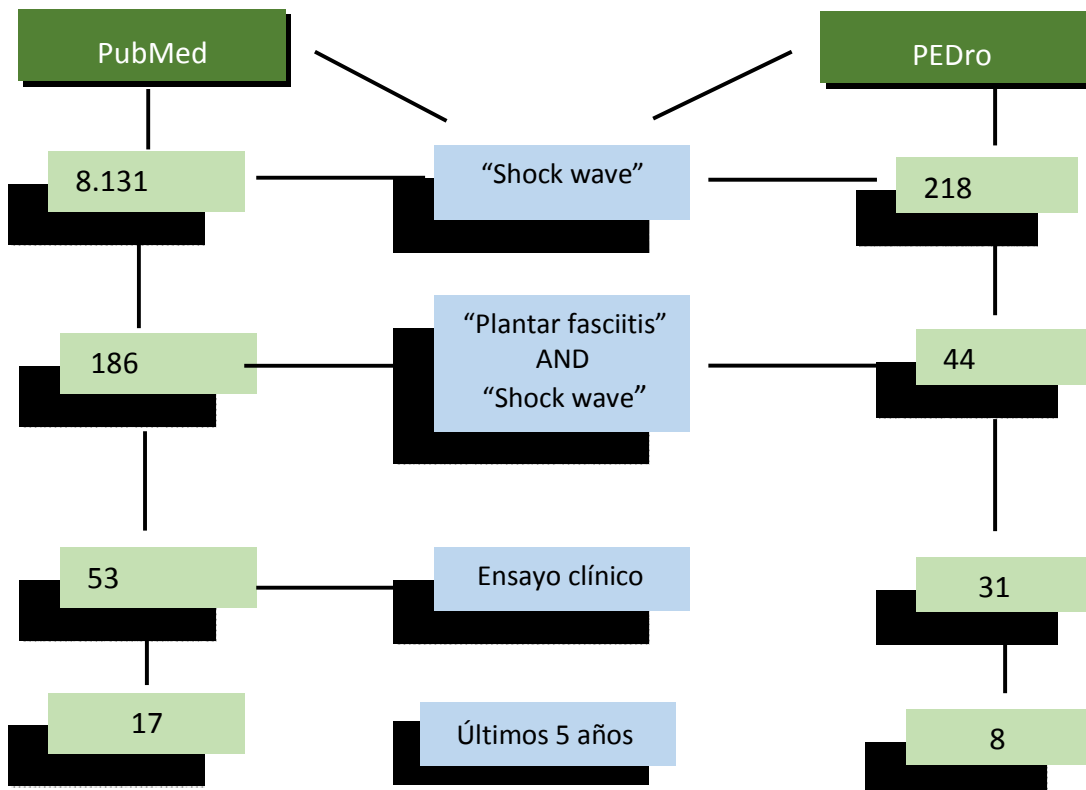 PubMed
PEDro
8.131
“Shock wave”
218
186
“Plantar fasciitis”
AND
“Shock wave”
44
53
Ensayo clínico
31
17
Últimos 5 años
8